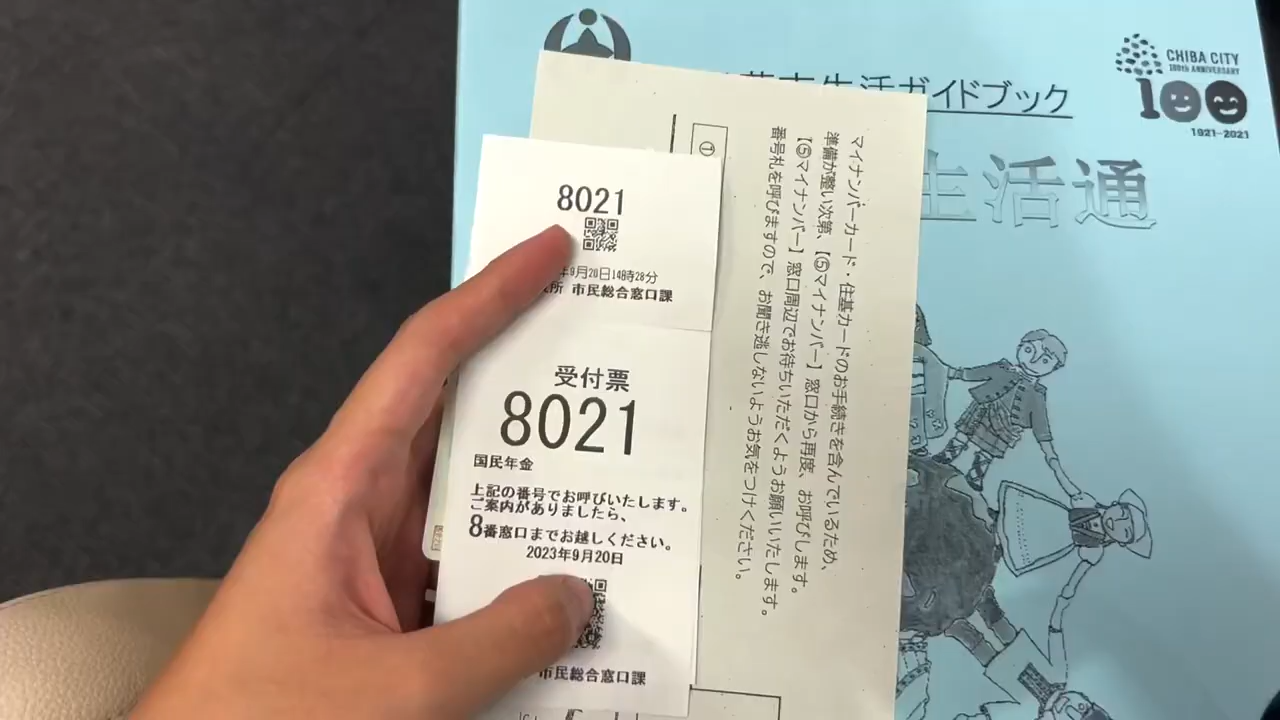 8021
年9月20日14時28分
所 市民総合窓口課
受付票
8021
国民年金
上記の番号でお呼びいたします。
ご案内がありましたら、
8番窓口までお越しください。
2023年9月20日
市民総合窓口課
①
マイナンバーカード・住基カードのお手続きを含んでいるため、
準備が整い次第、【⑤マイナンバー】窓口から再度、お呼びします。
【⑤マイナンバー】窓口周辺でお待ちいただくようお願いいたします。
番号札を呼びますので、お聞き逃しないようお気をつけください。
市生活ガイドブック
生活通
CHIBA CITY
100th ANNIVERSARY
100
1921-2021